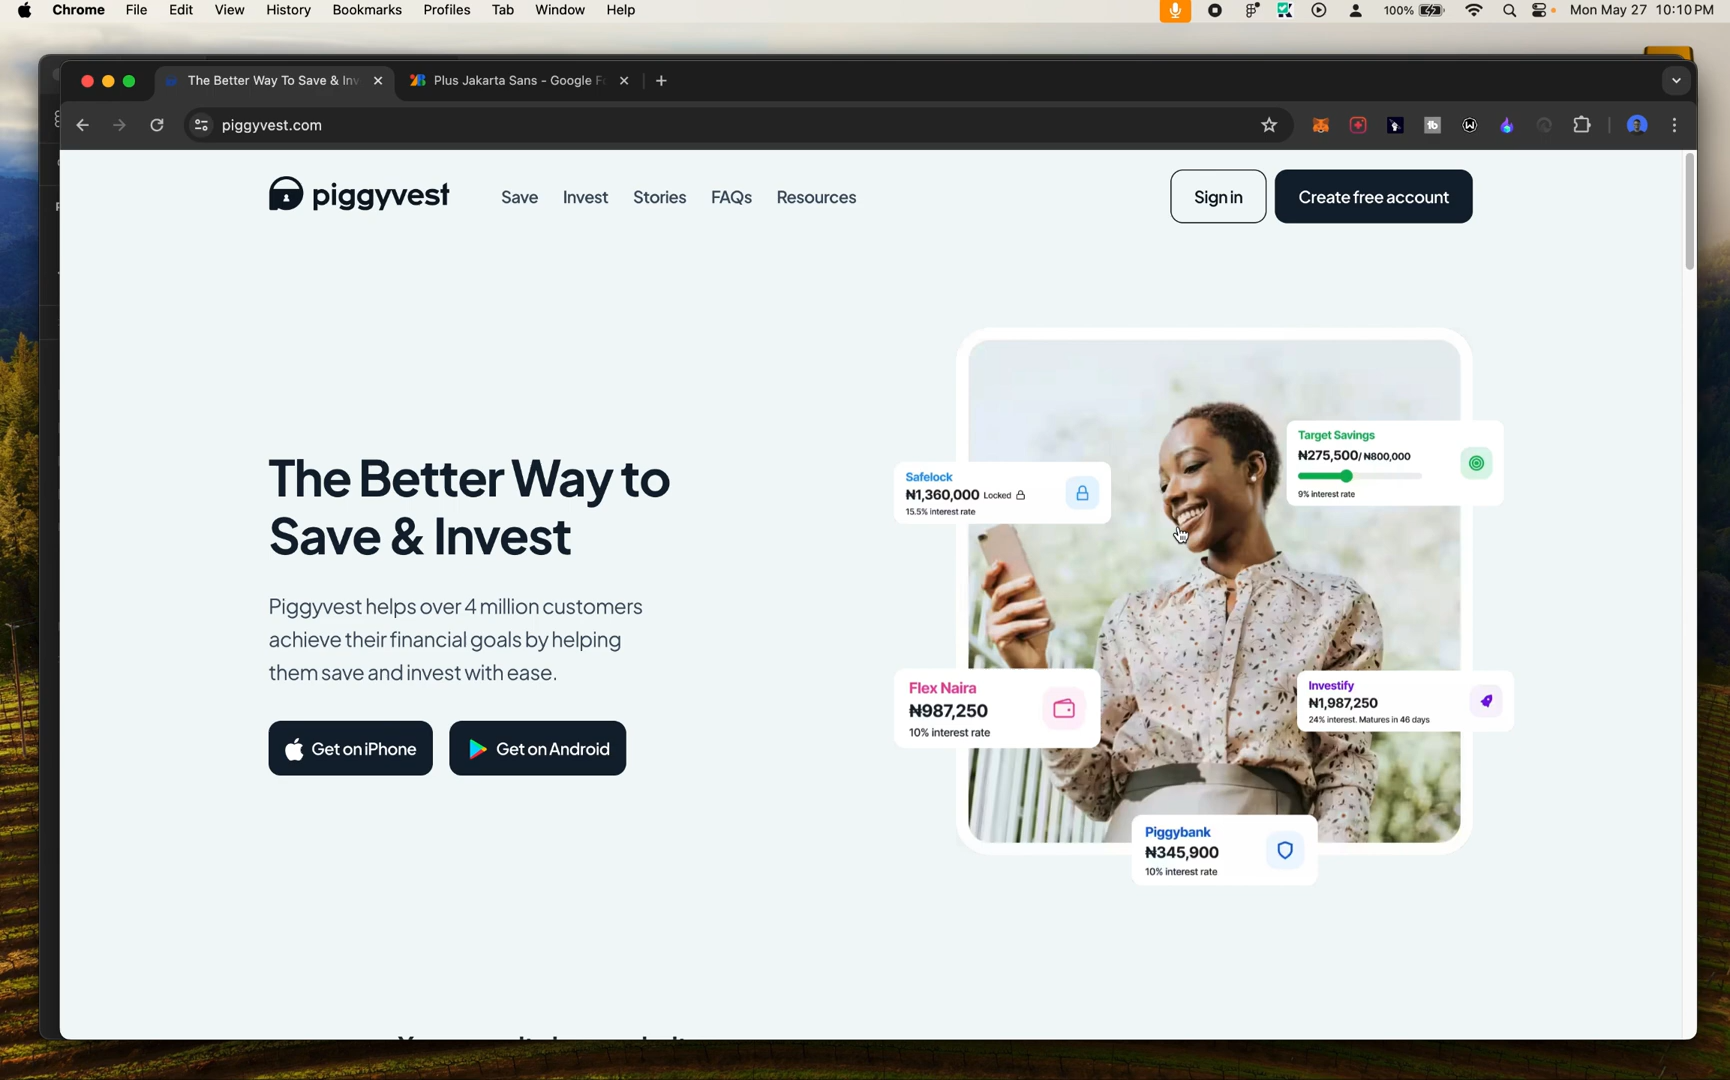 Chrome File Edit View History Bookmarks Profiles Tab Window Help 100% Mon May 27 10:10 PM
The Better Way To Save & Inv Plus Jakarta Sans - Google Fo
piggyvest.com
piggyvest Save Invest Stories FAQs Resources Sign in Create free account
The Better Way to
Save & Invest
Piggyvest helps over 4 million customers
achieve their financial goals by helping
them save and invest with ease.
Get on iPhone Get on Android
Safelock
₦1,360,000 Locked
15.5% interest rate
Target Savings
₦275,500/ ₦800,000
9% interest rate
Flex Naira
₦987,250
10% interest rate
Investify
₦1,987,250
24% interest. Matures in 46 days
Piggybank
₦345,900
10% interest rate